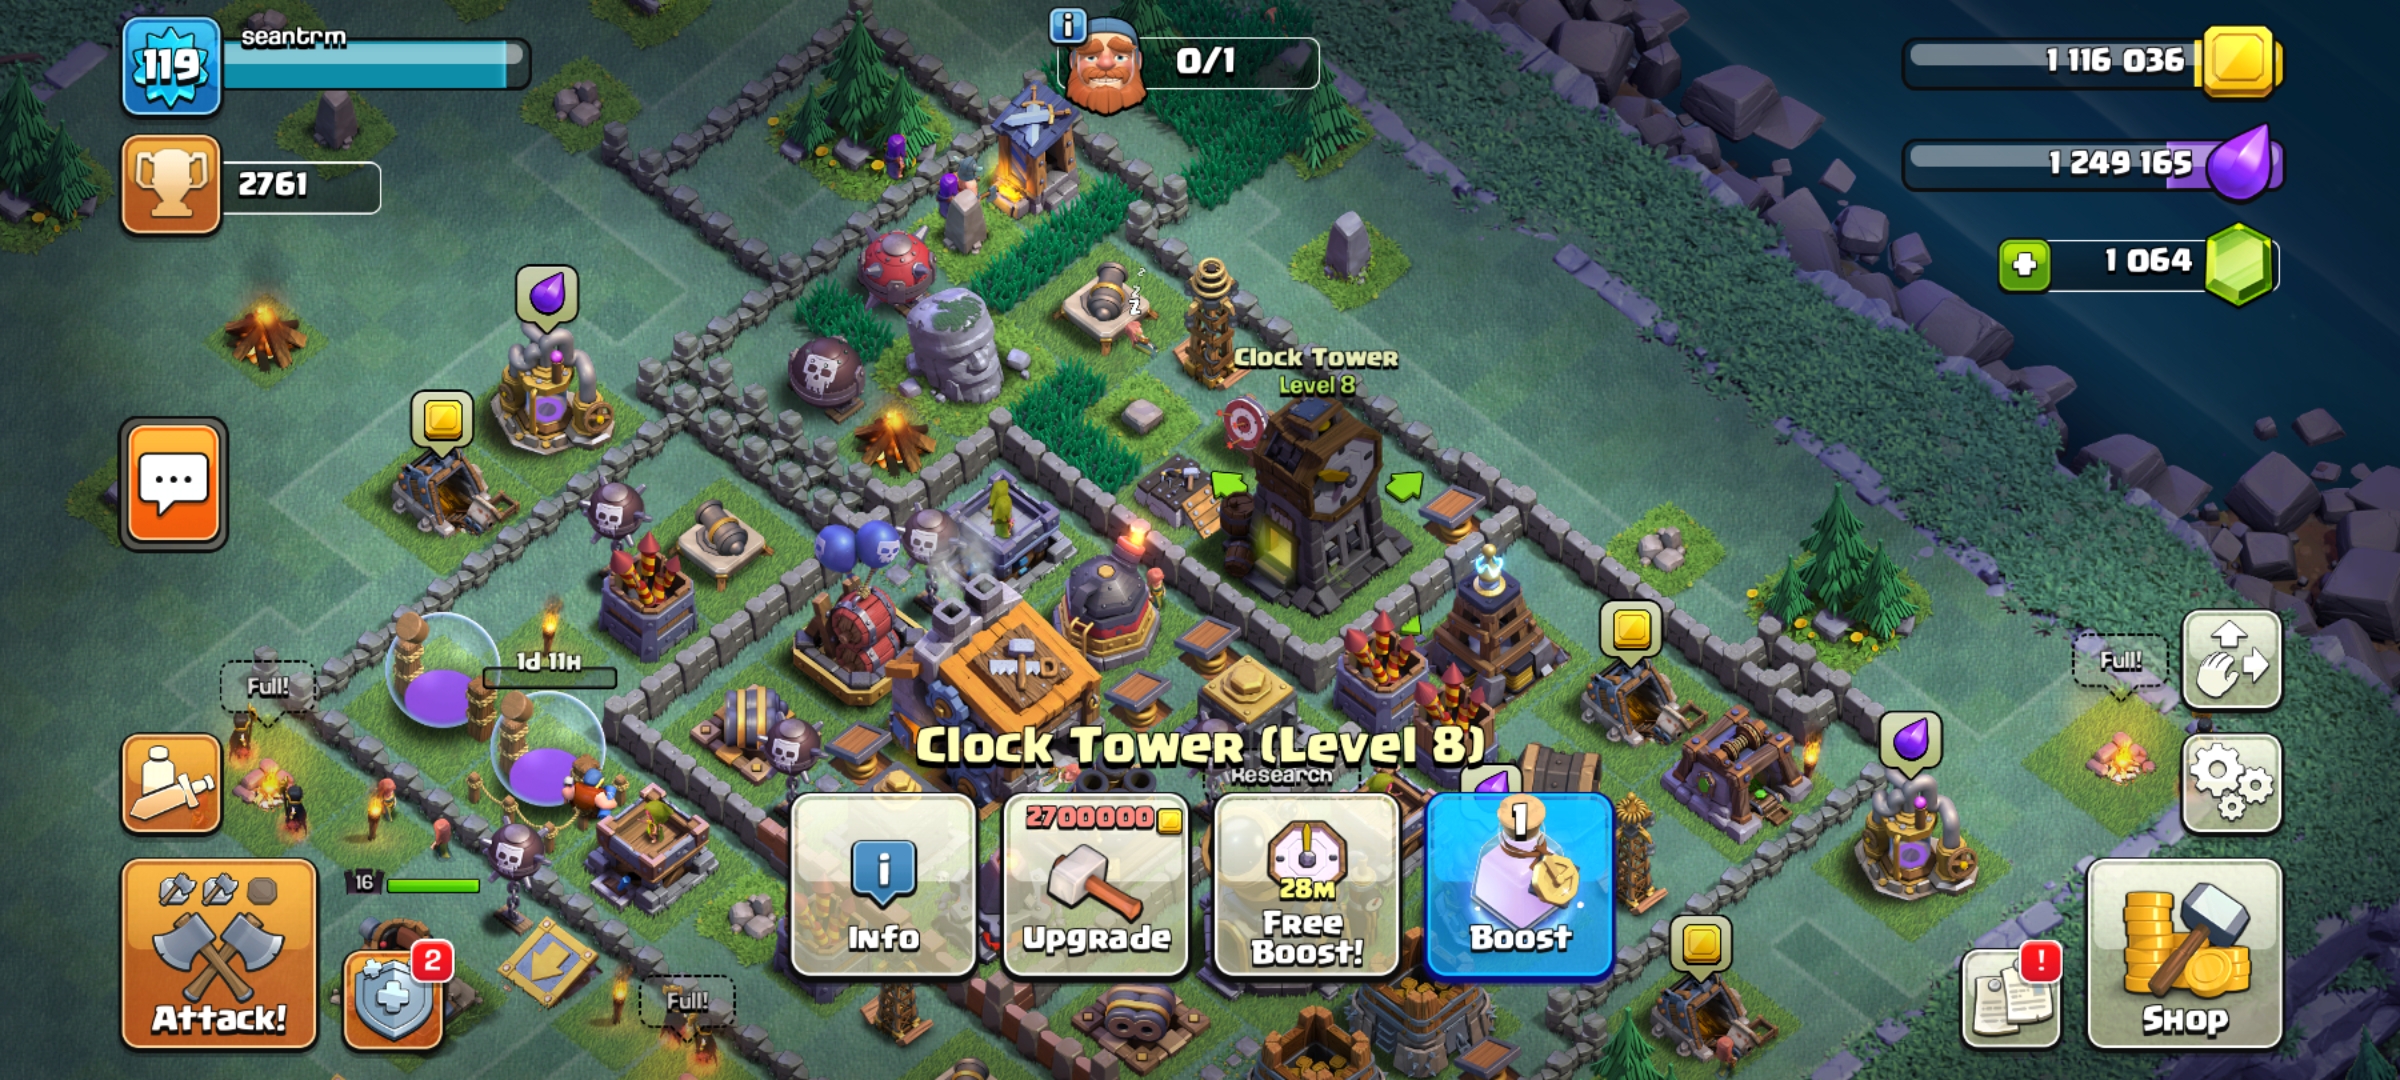 119
seantrm
0/1
1 116 036
2761
1 249 165
1 064
Clock Tower
Level 8
1d 11H
Full!
Full!
Clock Tower (Level 8)
Research
Info
2700000
Upgrade
28M
Free
Boost!
1
Boost
16
2
Attack!
Full!
!
Shop